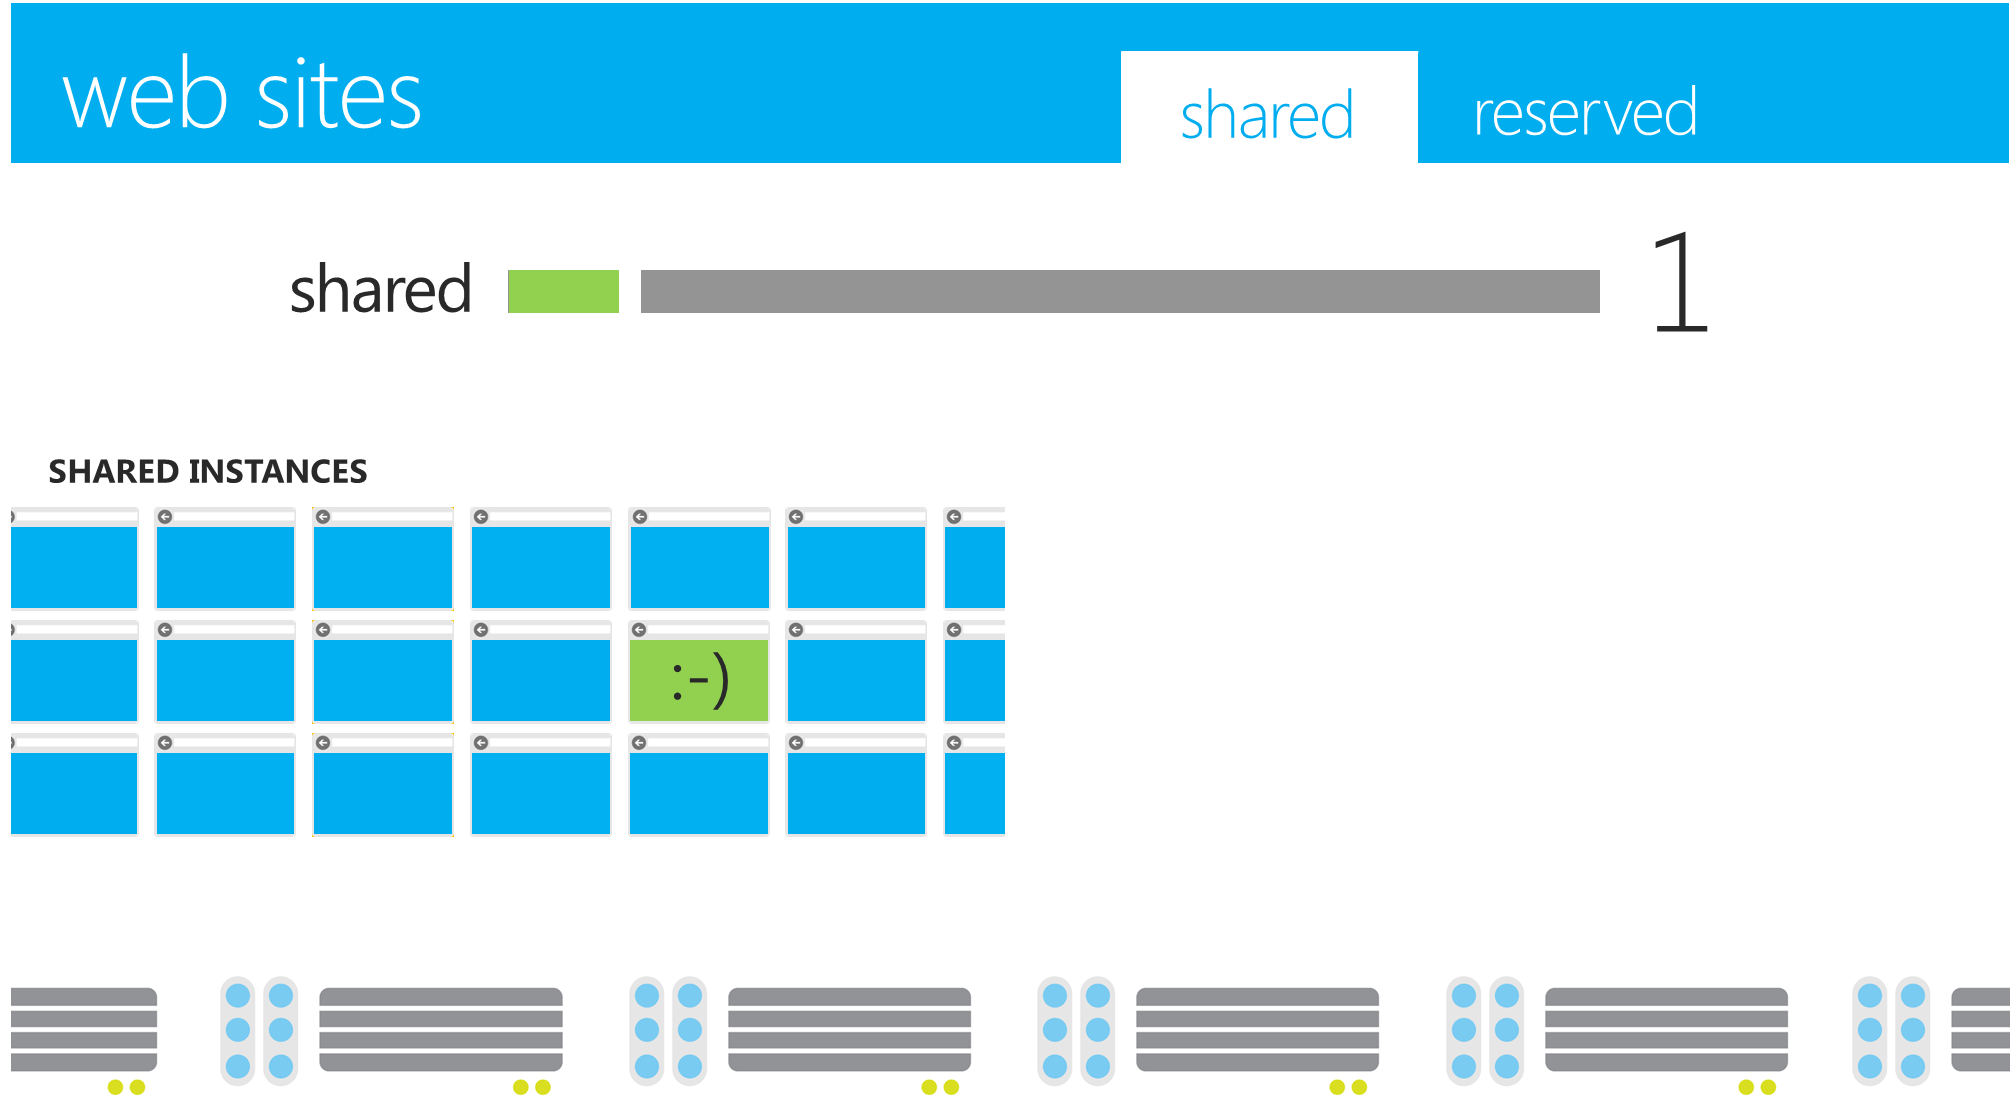 web sites
shared reserved
shared 1
SHARED INSTANCES
:-)